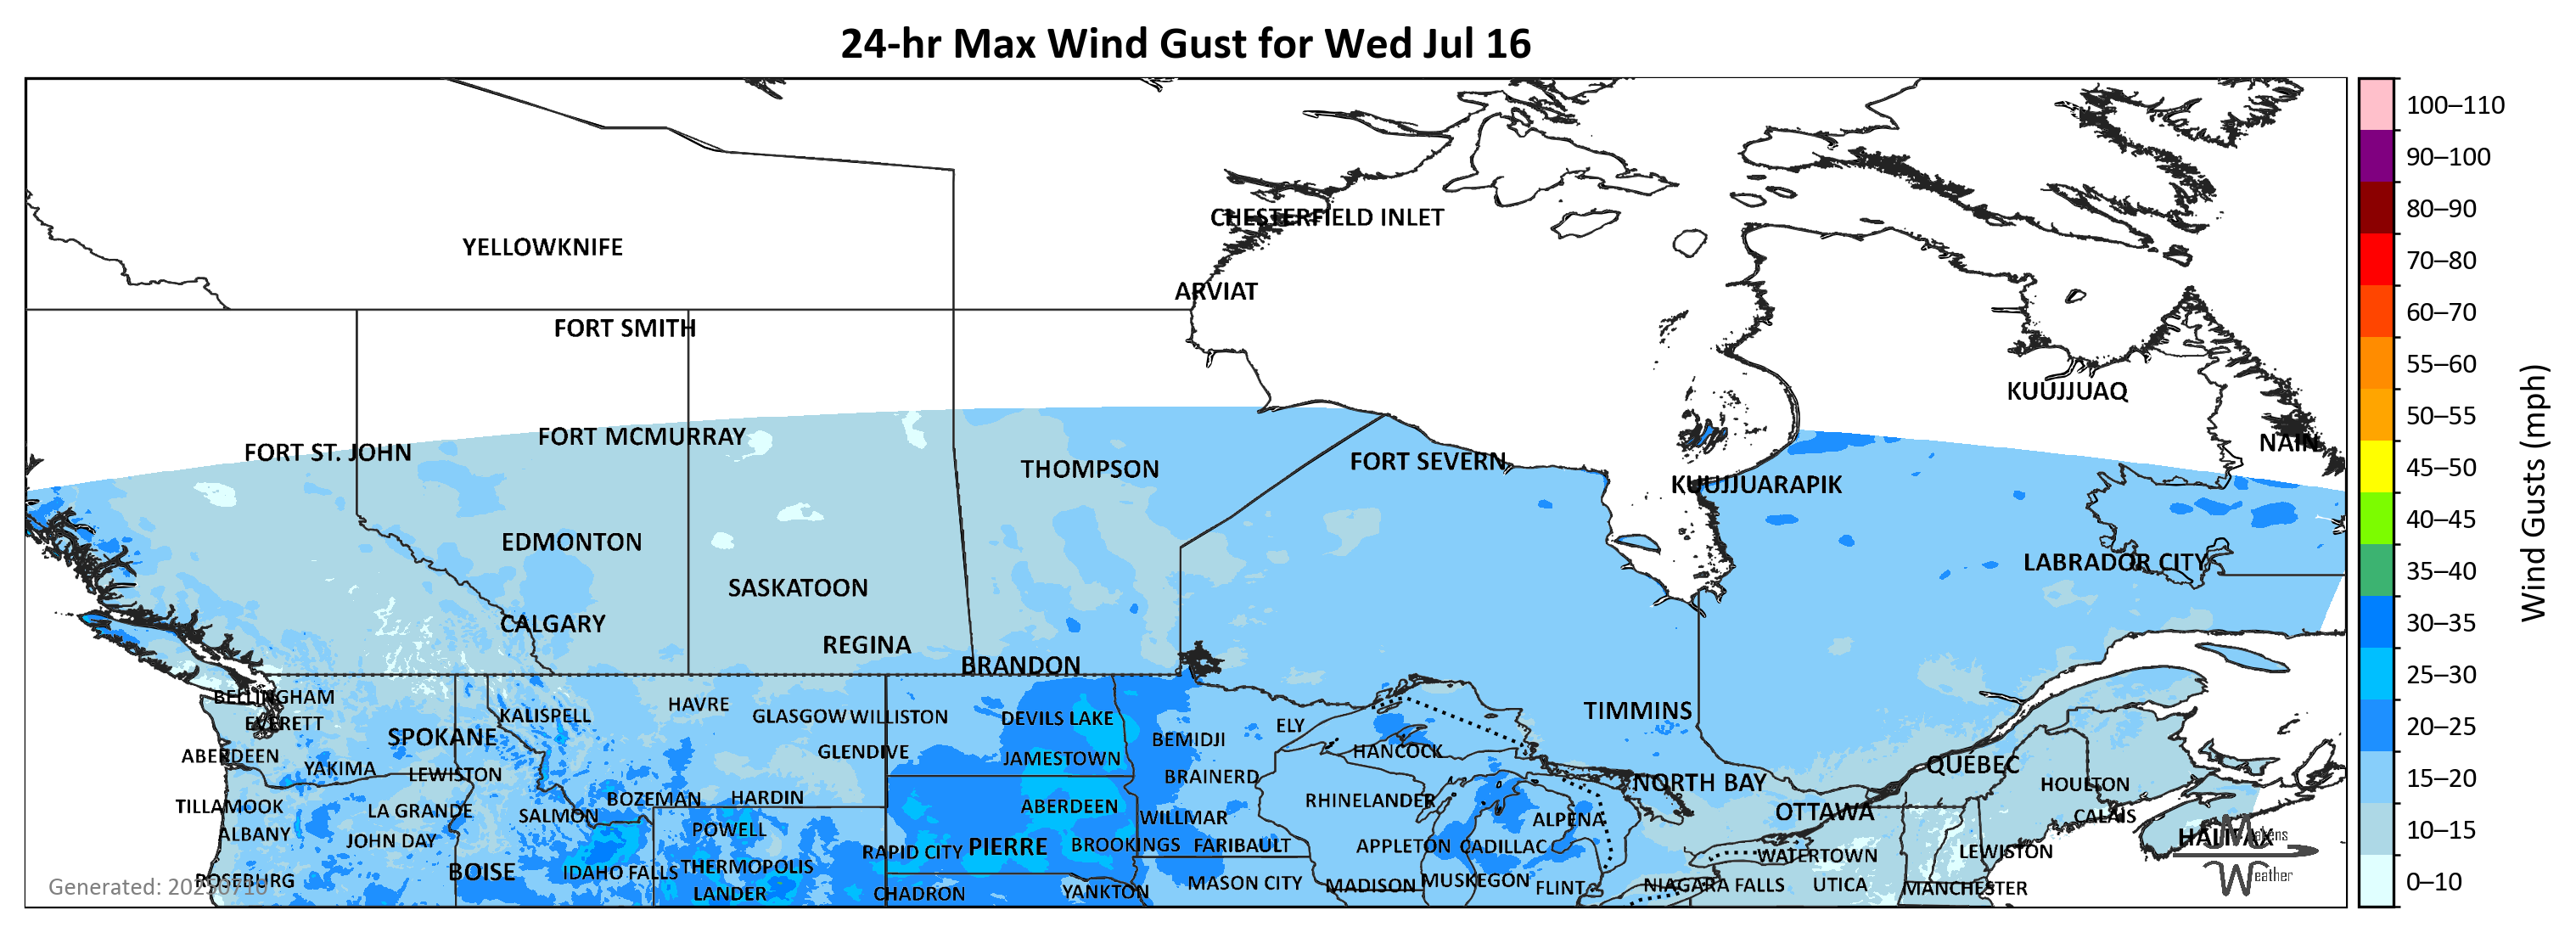 24-hr Max Wind Gust for Wed Jul 16
100–110
90–100
80–90
70–80
60–70
55–60
50–55
45–50
40–45
35–40
30–35
25–30
20–25
15–20
10–15
0–10
Wind Gusts (mph)
CHESTERFIELD INLET
YELLOWKNIFE
ARVIAT
FORT SMITH
KUUJJUAQ
FORT MCMURRAY
NAIN
FORT ST. JOHN
FORT SEVERN
THOMPSON
KUUJJUARAPIK
EDMONTON
LABRADOR CITY
SASKATOON
CALGARY
REGINA
BRANDON
BELLINGHAM
HAVRE
TIMMINS
KALISPELL
GLASGOW
WILLISTON
DEVILS LAKE
EVERETT
ELY
SPOKANE
BEMIDJI
HANCOCK
GLENDIVE
ABERDEEN
JAMESTOWN
QUÉBEC
YAKIMA
LEWISTON
BRAINERD
NORTH BAY
HOULTON
BOZEMAN
HARDIN
RHINELANDER
TILLAMOOK
ABERDEEN
LA GRANDE
OTTAWA
SALMON
WILLMAR
CALAIS
ALPENA
POWELL
ALBANY
HALIFAX
JOHN DAY
PIERRE
BROOKINGS
FARIBAULT
APPLETON
CADILLAC
RAPID CITY
LEWISTON
WATERTOWN
THERMOPOLIS
BOISE
IDAHO FALLS
ROSEBURG
MUSKEGON
MASON CITY
MADISON
NIAGARA FALLS
UTICA
FLINT
MANCHESTER
YANKTON
LANDER
CHADRON
Generated: 20250710
Makens
Weather